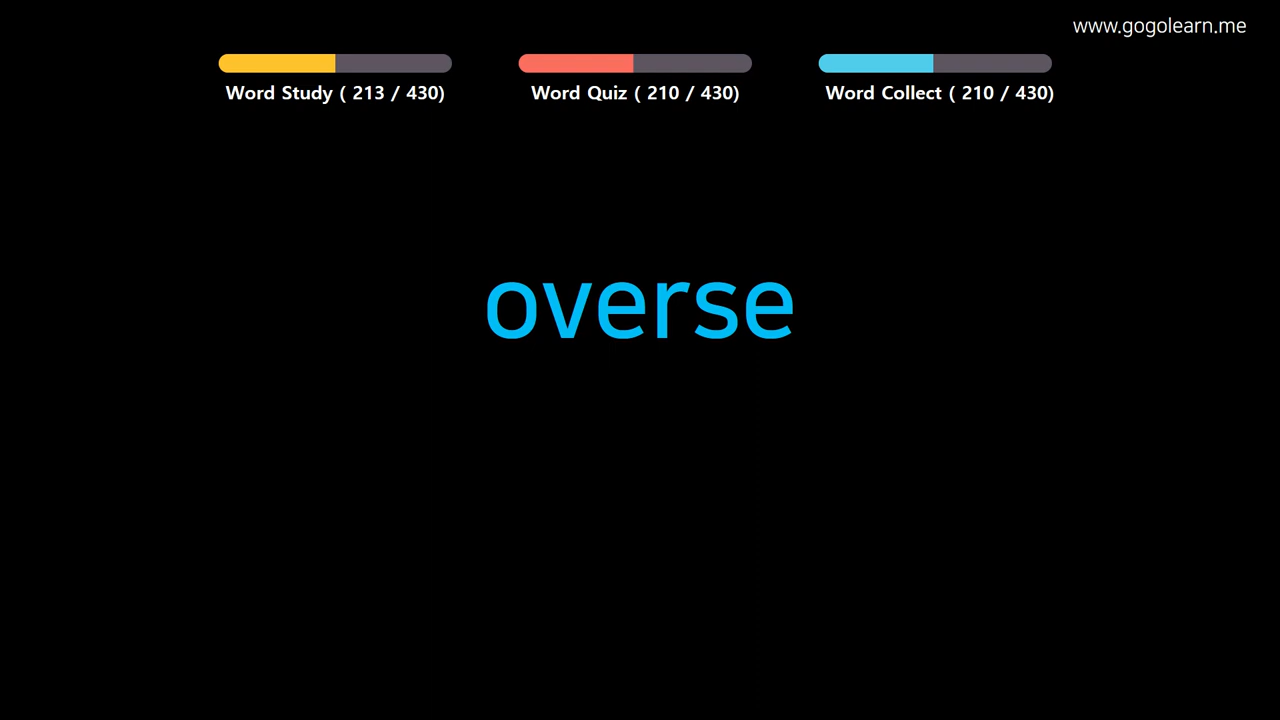 www.gogolearn.me
Word Study ( 213 / 430)
Word Quiz ( 210 / 430)
Word Collect ( 210 / 430)
overse